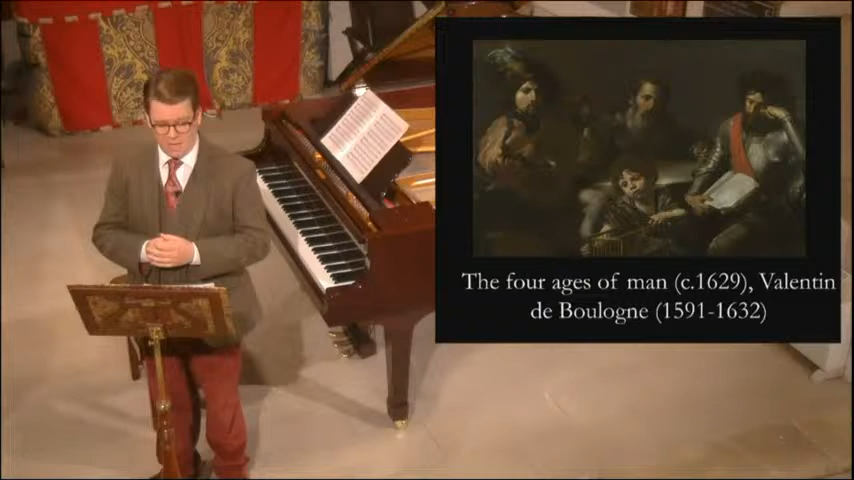 The four ages of man (c.1629), Valentin
de Boulogne (1591-1632)